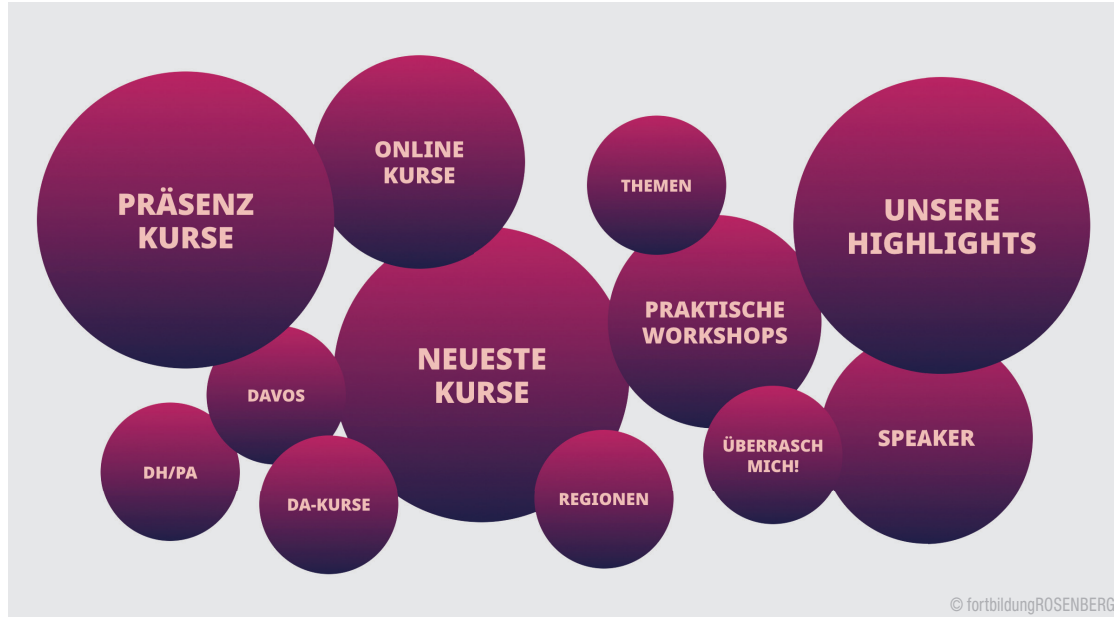 PRÄSENZ
KURSE
ONLINE
KURSE
THEMEN
UNSERE
HIGHLIGHTS
NEUESTE
KURSE
PRAKTISCHE
WORKSHOPS
DAVOS
DH/PA
DA-KURSE
REGIONEN
ÜBERRASCH
MICH!
SPEAKER
© fortbildungROSENBERG